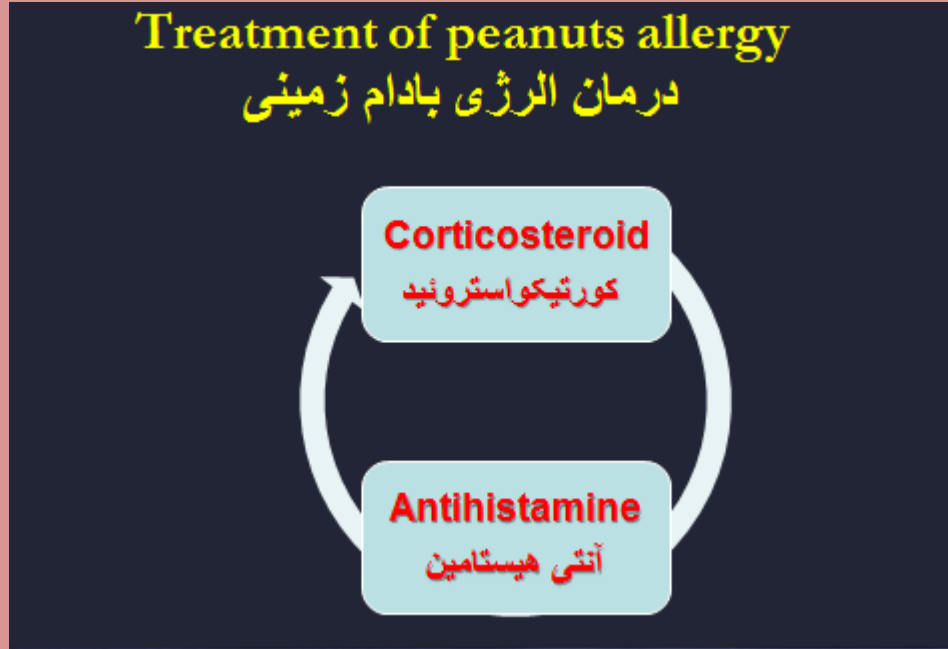 Treatment of peanuts allergy
درمان الرژی بادام زمینی
Corticosteroid
کورتیکواستروئید
Antihistamine
آنتی هیستامین